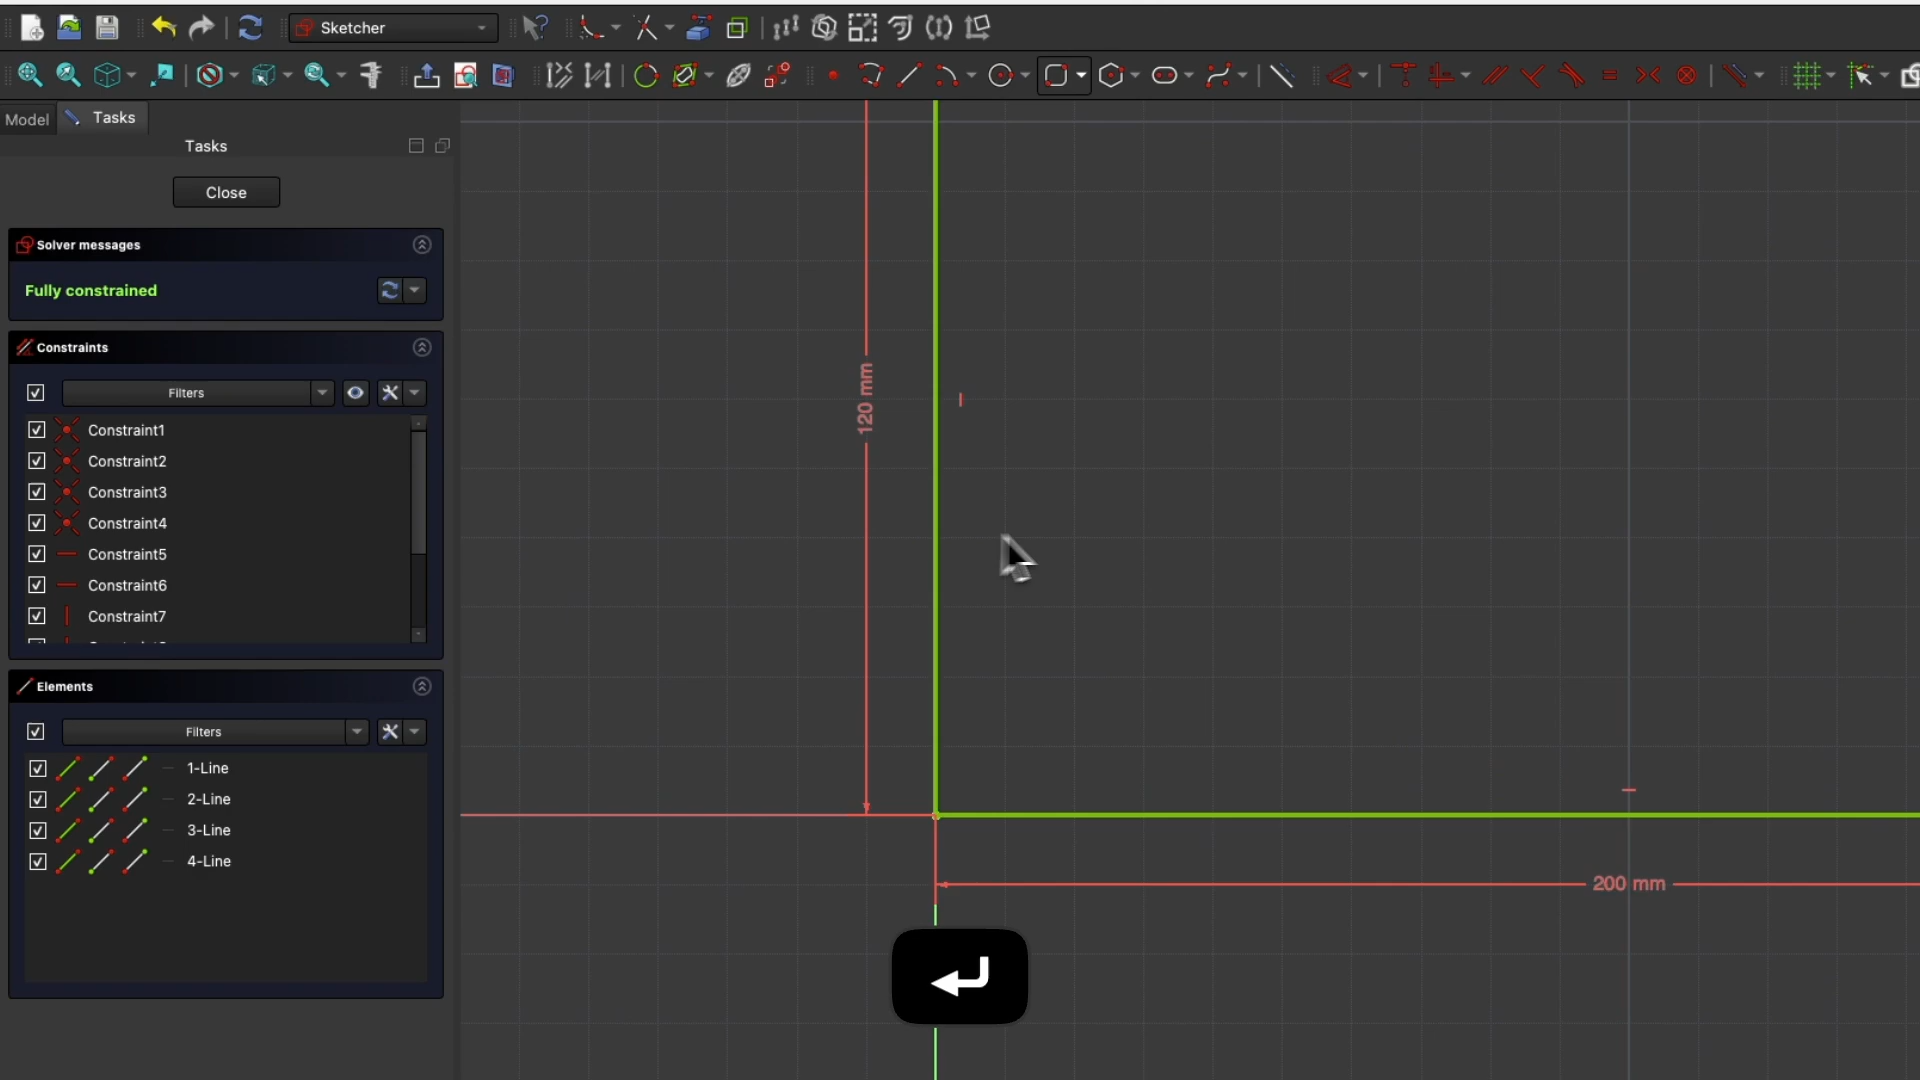 Sketcher
Model
Tasks
Tasks
Close
Solver messages
Fully constrained
Constraints
Filters
Constraint1
Constraint2
Constraint3
Constraint4
Constraint5
Constraint6
Constraint7
Elements
Filters
1-Line
2-Line
3-Line
4-Line
120 mm
200 mm